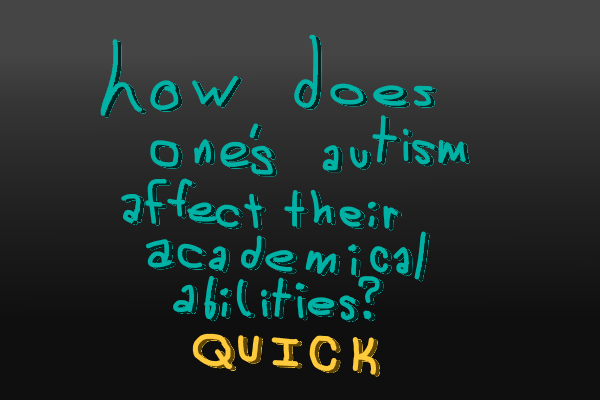 how does
one's autism
affect their
academical
abilities?
QUICK